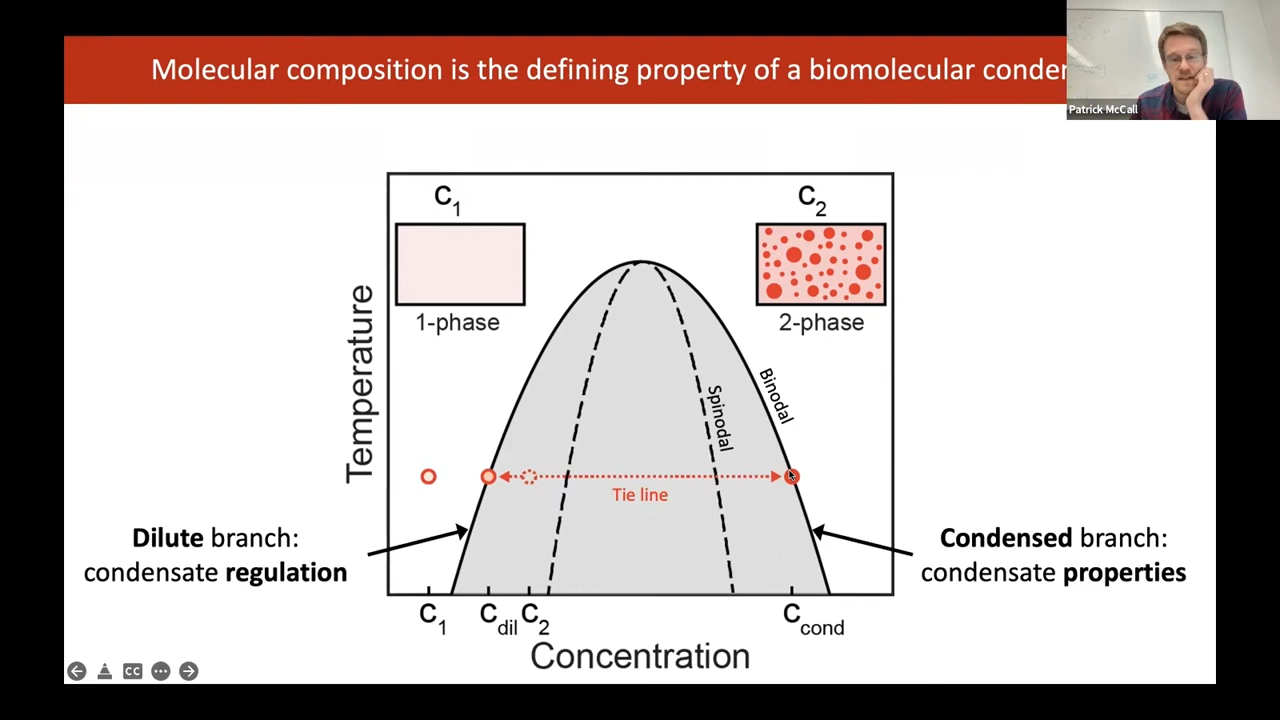 Molecular composition is the defining property of a biomolecular
Patrick McCall
C1
C2
1-phase
2-phase
Temperature
Binodal
Spinodal
Tie line
Dilute branch:
condensate regulation
Condensed branch:
condensate properties
C1 Cdil C2 Ccond
Concentration
CC